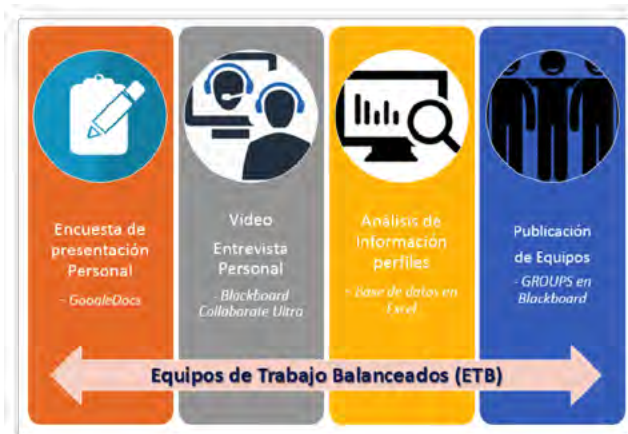 Encuesta de
presentación
Personal
- GoogleDocs
Video
Entrevista
Personal
- Blackboard
Collaborate Ultra
Análisis de
información
perfiles
- Base de datos en
Excel
Publicación
de Equipos
- GROUPS en
Blackboard
Equipos de Trabajo Balanceados (ETB)